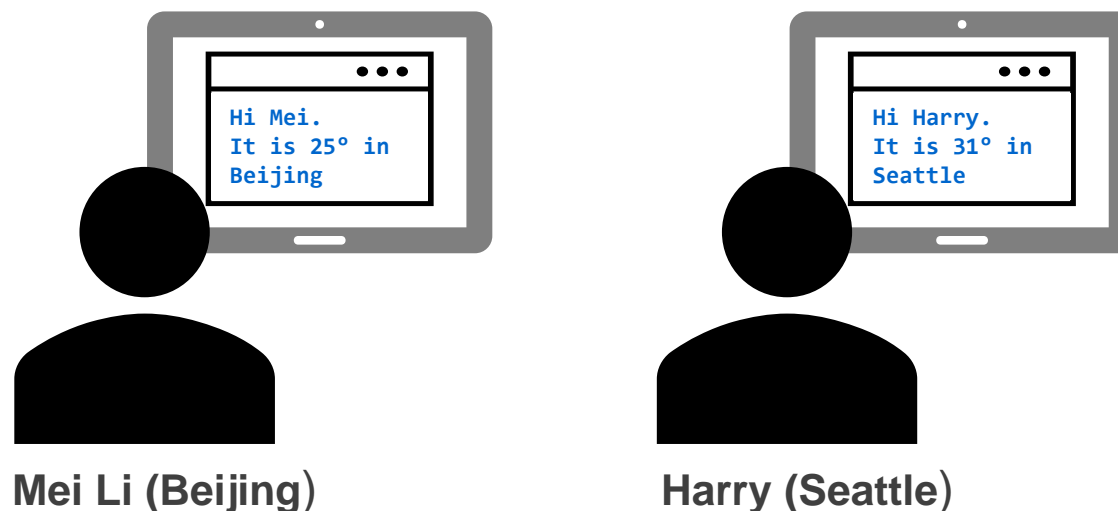 Hi Mei.
It is 25° in
Beijing
Hi Harry.
It is 31° in
Seattle
Mei Li (Beijing)
Harry (Seattle)